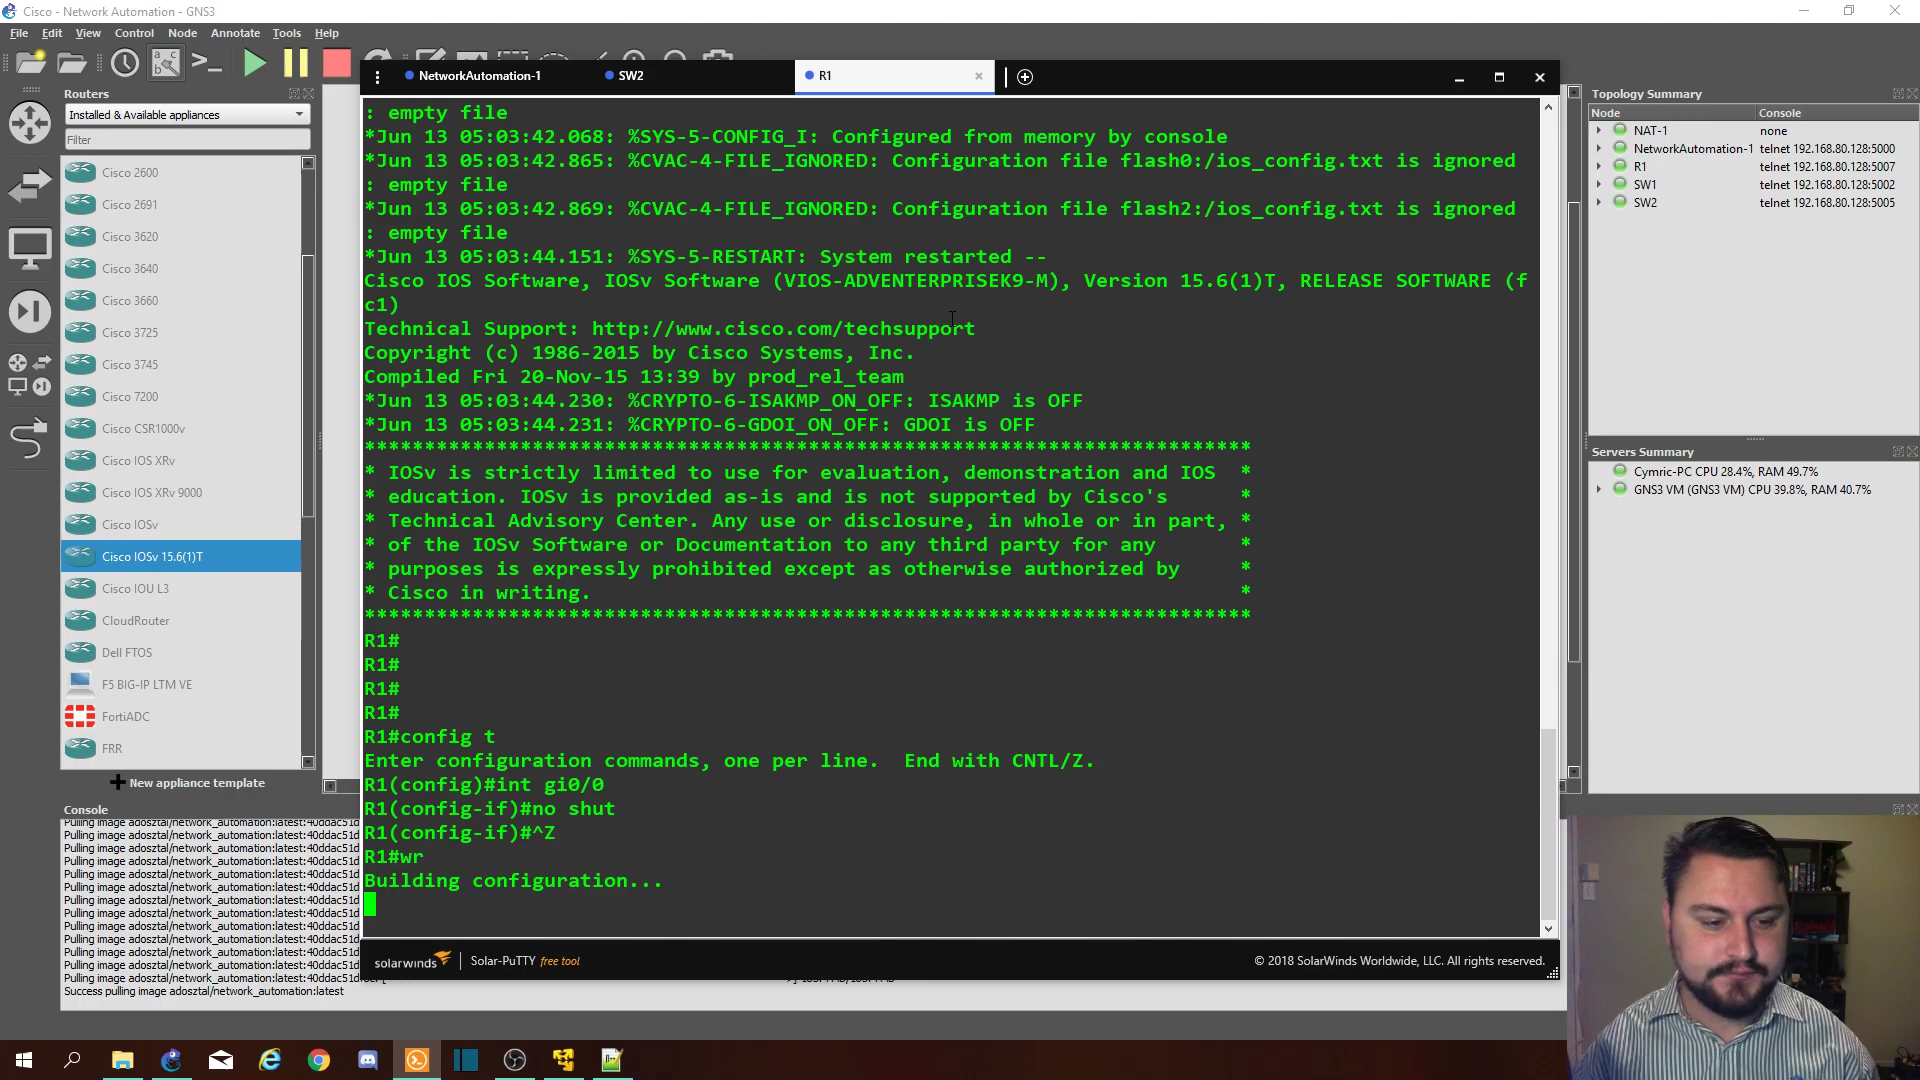 Cisco - Network Automation - GNS3
File Edit View Control Node Annotate Tools Help
Routers
Installed & Available appliances
Filter
Cisco 2600
Cisco 2691
Cisco 3620
Cisco 3640
Cisco 3660
Cisco 3725
Cisco 3745
Cisco 7200
Cisco CSR1000v
Cisco IOS XRv
Cisco IOS XRv 9000
Cisco IOSv
Cisco IOSv 15.6(1)T
Cisco IOU L3
CloudRouter
Dell FTOS
F5 BIG-IP LTM VE
FortiADC
FRR
New appliance template
NetworkAutomation-1 SW2 R1
: empty file
*Jun 13 05:03:42.068: %SYS-5-CONFIG_I: Configured from memory by console
*Jun 13 05:03:42.865: %CVAC-4-FILE_IGNORED: Configuration file flash0:/ios_config.txt is ignored
: empty file
*Jun 13 05:03:42.869: %CVAC-4-FILE_IGNORED: Configuration file flash2:/ios_config.txt is ignored
: empty file
*Jun 13 05:03:44.151: %SYS-5-RESTART: System restarted --
Cisco IOS Software, IOSv Software (VIOS-ADVENTERPRISEK9-M), Version 15.6(1)T, RELEASE SOFTWARE (f
c1)
Technical Support: http://www.cisco.com/techsupport
Copyright (c) 1986-2015 by Cisco Systems, Inc.
Compiled Fri 20-Nov-15 13:39 by prod_rel_team
*Jun 13 05:03:44.230: %CRYPTO-6-ISAKMP_ON_OFF: ISAKMP is OFF
*Jun 13 05:03:44.231: %CRYPTO-6-GDOI_ON_OFF: GDOI is OFF
**************************************************************************
* IOSv is strictly limited to use for evaluation, demonstration and IOS  *
* education. IOSv is provided as-is and is not supported by Cisco's      *
* Technical Advisory Center. Any use or disclosure, in whole or in part, *
* of the IOSv Software or Documentation to any third party for any       *
* purposes is expressly prohibited except as otherwise authorized by     *
* Cisco in writing.                                                      *
**************************************************************************
R1#
R1#
R1#
R1#
R1#config t
Enter configuration commands, one per line.  End with CNTL/Z.
R1(config)#int gi0/0
R1(config-if)#no shut
R1(config-if)#^Z
R1#wr
Building configuration...
solarwinds Solar-PuTTY free tool
© 2018 SolarWinds Worldwide, LLC. All rights reserved.
Topology Summary
Node Console
NAT-1 none
NetworkAutomation-1 telnet 192.168.80.128:5000
R1 telnet 192.168.80.128:5007
SW1 telnet 192.168.80.128:5002
SW2 telnet 192.168.80.128:5005
Servers Summary
Cymric-PC CPU 28.4%, RAM 49.7%
GNS3 VM (GNS3 VM) CPU 39.8%, RAM 40.7%
Console
Pulling image adosztal/network_automation:latest:40ddac51d
Pulling image adosztal/network_automation:latest:40ddac51d
Pulling image adosztal/network_automation:latest:40ddac51d
Pulling image adosztal/network_automation:latest:40ddac51d
Pulling image adosztal/network_automation:latest:40ddac51d
Pulling image adosztal/network_automation:latest:40ddac51d
Pulling image adosztal/network_automation:latest:40ddac51d
Pulling image adosztal/network_automation:latest:40ddac51d
Pulling image adosztal/network_automation:latest:40ddac51d
Pulling image adosztal/network_automation:latest:40ddac51d
Pulling image adosztal/network_automation:latest:40ddac51d
Pulling image adosztal/network_automation:latest:40ddac51d
Pulling image adosztal/network_automation:latest:40ddac51d
Success pulling image adosztal/network_automation:latest